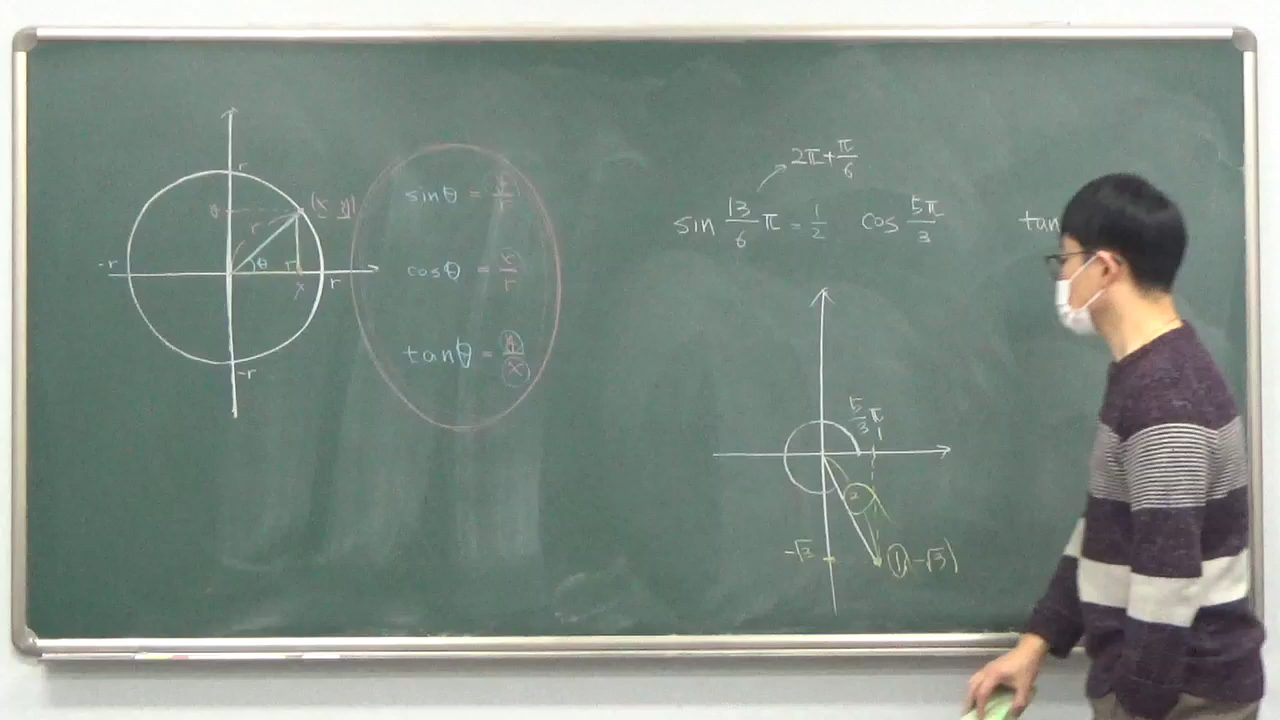 r
y
(x, y)
r
-r
θ
x
r
-r
sinθ = y/r
cosθ = x/r
tanθ = y/x
2π+π/6
sin 13/6 π = 1/2 cos 5π/3 tan
5/3 π
1
2
-√3
(1, -√3)